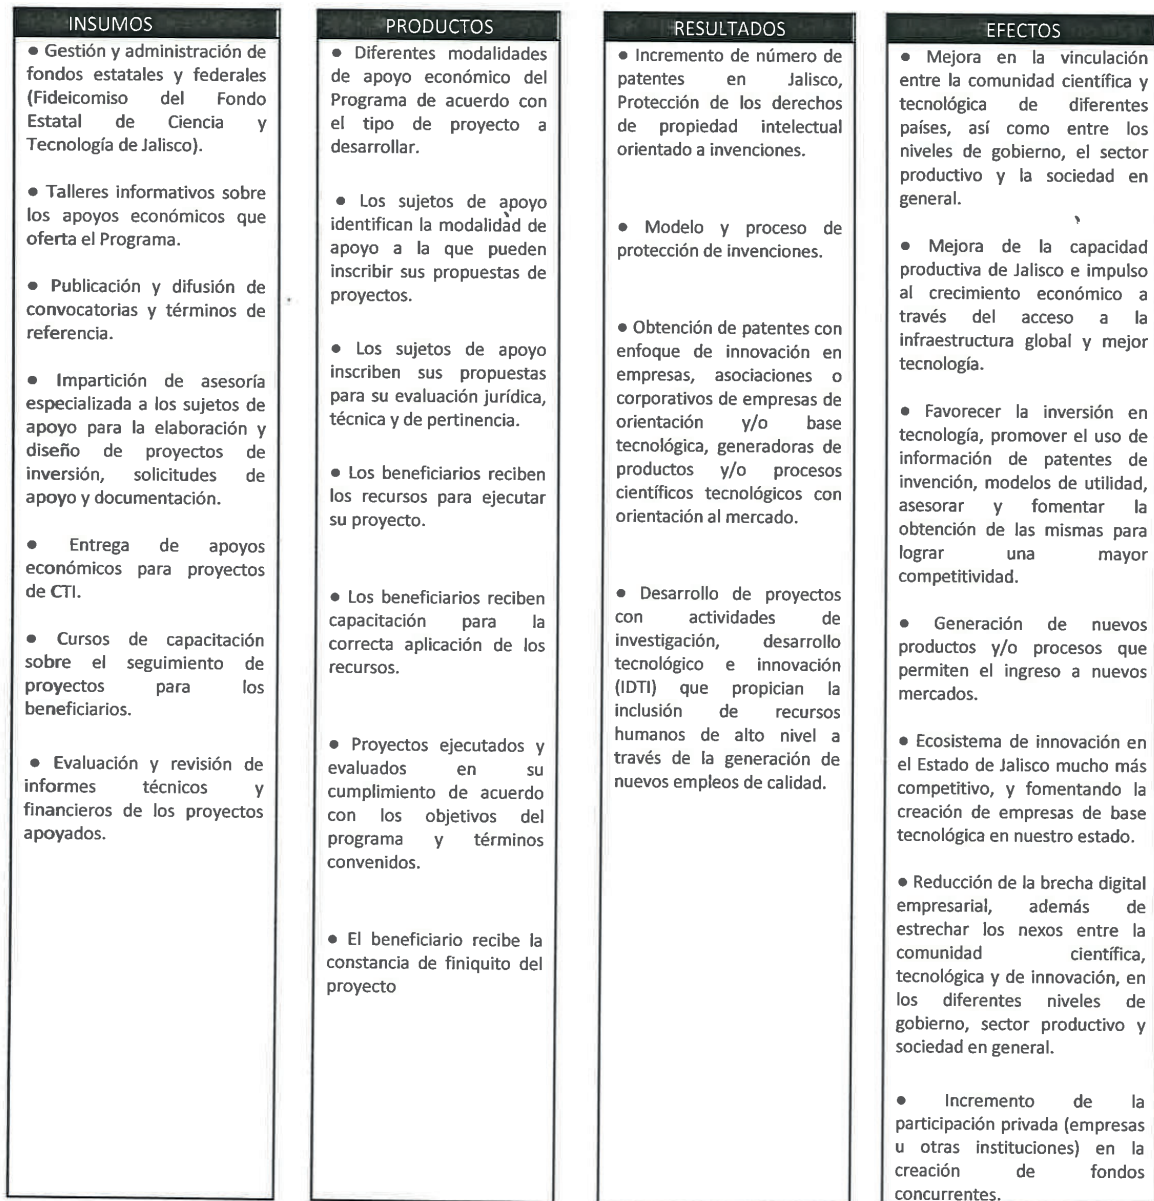 INSUMOS
● Gestión y administración de
fondos estatales y federales
(Fideicomiso del Fondo
Estatal de Ciencia y
Tecnología de Jalisco).
● Talleres informativos sobre
los apoyos económicos que
oferta el Programa.
● Publicación y difusión de
convocatorias y términos de
referencia.
● Impartición de asesoría
especializada a los sujetos de
apoyo para la elaboración y
diseño de proyectos de
inversión, solicitudes de
apoyo y documentación.
● Entrega de apoyos
económicos para proyectos
de CTI.
● Cursos de capacitación
sobre el seguimiento de
proyectos para los
beneficiarios.
● Evaluación y revisión de
informes técnicos y
financieros de los proyectos
apoyados.
PRODUCTOS
● Diferentes modalidades
de apoyo económico del
Programa de acuerdo con
el tipo de proyecto a
desarrollar.
● Los sujetos de apoyo
identifican la modalidad de
apoyo a la que pueden
inscribir sus propuestas de
proyectos.
● Los sujetos de apoyo
inscriben sus propuestas
para su evaluación jurídica,
técnica y de pertinencia.
● Los beneficiarios reciben
los recursos para ejecutar
su proyecto.
● Los beneficiarios reciben
capacitación para la
correcta aplicación de los
recursos.
● Proyectos ejecutados y
evaluados en su
cumplimiento de acuerdo
con los objetivos del
programa y términos
convenidos.
● El beneficiario recibe la
constancia de finiquito del
proyecto
RESULTADOS
● Incremento de número de
patentes en Jalisco,
Protección de los derechos
de propiedad intelectual
orientado a invenciones.
● Modelo y proceso de
protección de invenciones.
● Obtención de patentes con
enfoque de innovación en
empresas, asociaciones o
corporativos de empresas de
orientación y/o base
tecnológica, generadoras de
productos y/o procesos
científicos tecnológicos con
orientación al mercado.
● Desarrollo de proyectos
con actividades de
investigación, desarrollo
tecnológico e innovación
(IDTI) que propician la
inclusión de recursos
humanos de alto nivel a
través de la generación de
nuevos empleos de calidad.
EFECTOS
● Mejora en la vinculación
entre la comunidad científica y
tecnológica de diferentes
países, así como entre los
niveles de gobierno, el sector
productivo y la sociedad en
general.
● Mejora de la capacidad
productiva de Jalisco e impulso
al crecimiento económico a
través del acceso a la
infraestructura global y mejor
tecnología.
● Favorecer la inversión en
tecnología, promover el uso de
información de patentes de
invención, modelos de utilidad,
asesorar y fomentar la
obtención de las mismas para
lograr una mayor
competitividad.
● Generación de nuevos
productos y/o procesos que
permiten el ingreso a nuevos
mercados.
● Ecosistema de innovación en
el Estado de Jalisco mucho más
competitivo, y fomentando la
creación de empresas de base
tecnológica en nuestro estado.
● Reducción de la brecha digital
empresarial, además de
estrechar los nexos entre la
comunidad científica,
tecnológica y de innovación, en
los diferentes niveles de
gobierno, sector productivo y
sociedad en general.
● Incremento de la
participación privada (empresas
u otras instituciones) en la
creación de fondos
concurrentes.